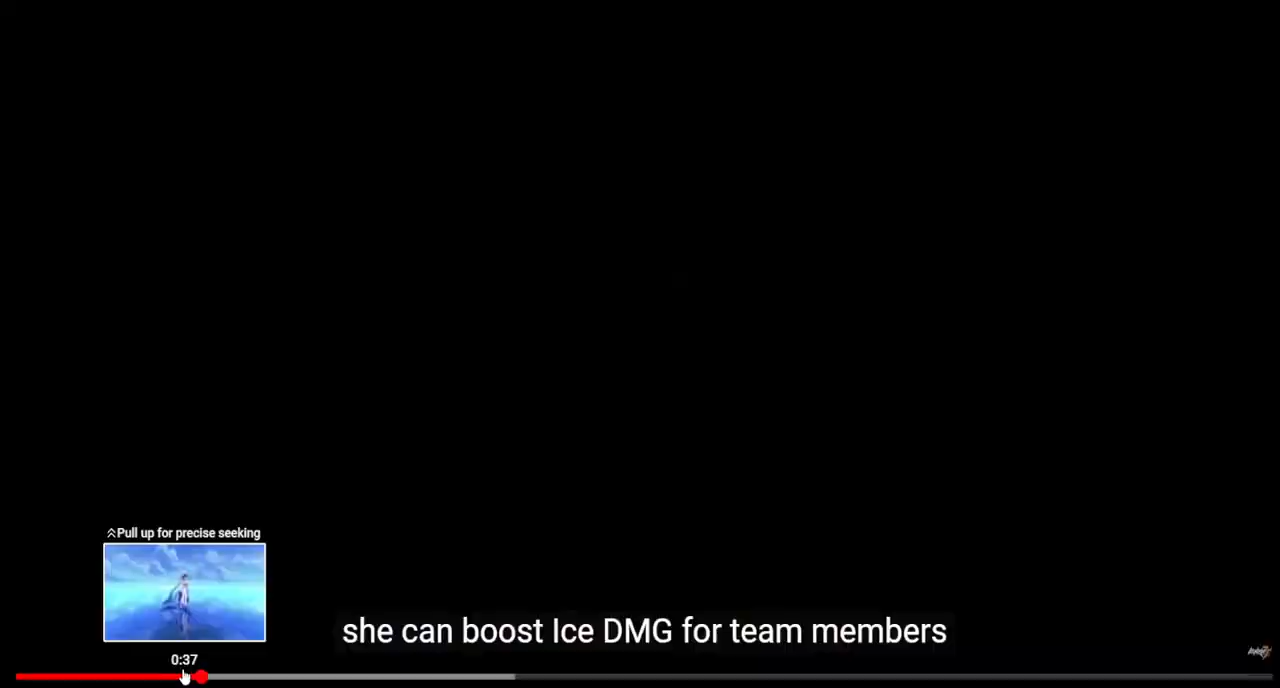 Pull up for precise seeking
she can boost Ice DMG for team members
0:37